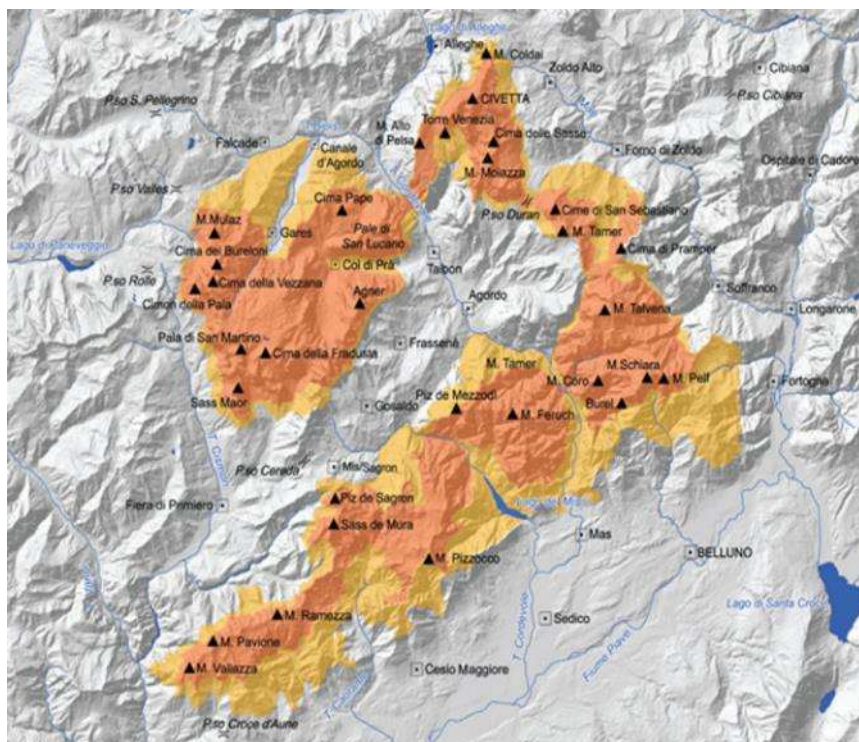 Lago di Alleghe
Alleghe
M. Coldai
Zoldo Alto
Cibiana
P.so Cibiana
P.so S. Pellegrino
CIVETTA
Torre Venezia
M. Alto
di Pelsa
Cima delle Sasse
M. Moiazza
Falcade
Canale
d'Agordo
Forno di Zoldo
Ospitale di Cadore
P.so Valles
Cima Pape
P.so Duran
Cime di San Sebastiano
M.Mulaz
Gares
Pale di
San Lucano
M. Tamer
Cima di Pramper
Lago di Paneveggio
Cima dei Bureloni
Col di Prà
Taibon
P.so Rolle
Cima della Vezzana
Cimon della Pala
Agner
Agordo
Soffranco
Longarone
M. Talvena
Pala di San Martino
Cima della Fradusta
Frassenè
M. Tamer
M.Schiara
M. Coro
M. Pelf
Fortogna
Sass Maor
Piz de Mezzodì
Burel
Gosaldo
M. Feruch
T. Cismon
P.so Cereda
Mis/Sagron
Piz de Sagron
Lago del Mis
Fiera di Primiero
Sass de Mura
Mas
BELLUNO
M. Pizzocco
Lago di Santa Croce
M. Ramezza
Sedico
T. Cordevole
Fiume Piave
M. Pavione
M. Vallazza
Cesio Maggiore
T. Caorame
P.so Croce d'Aune